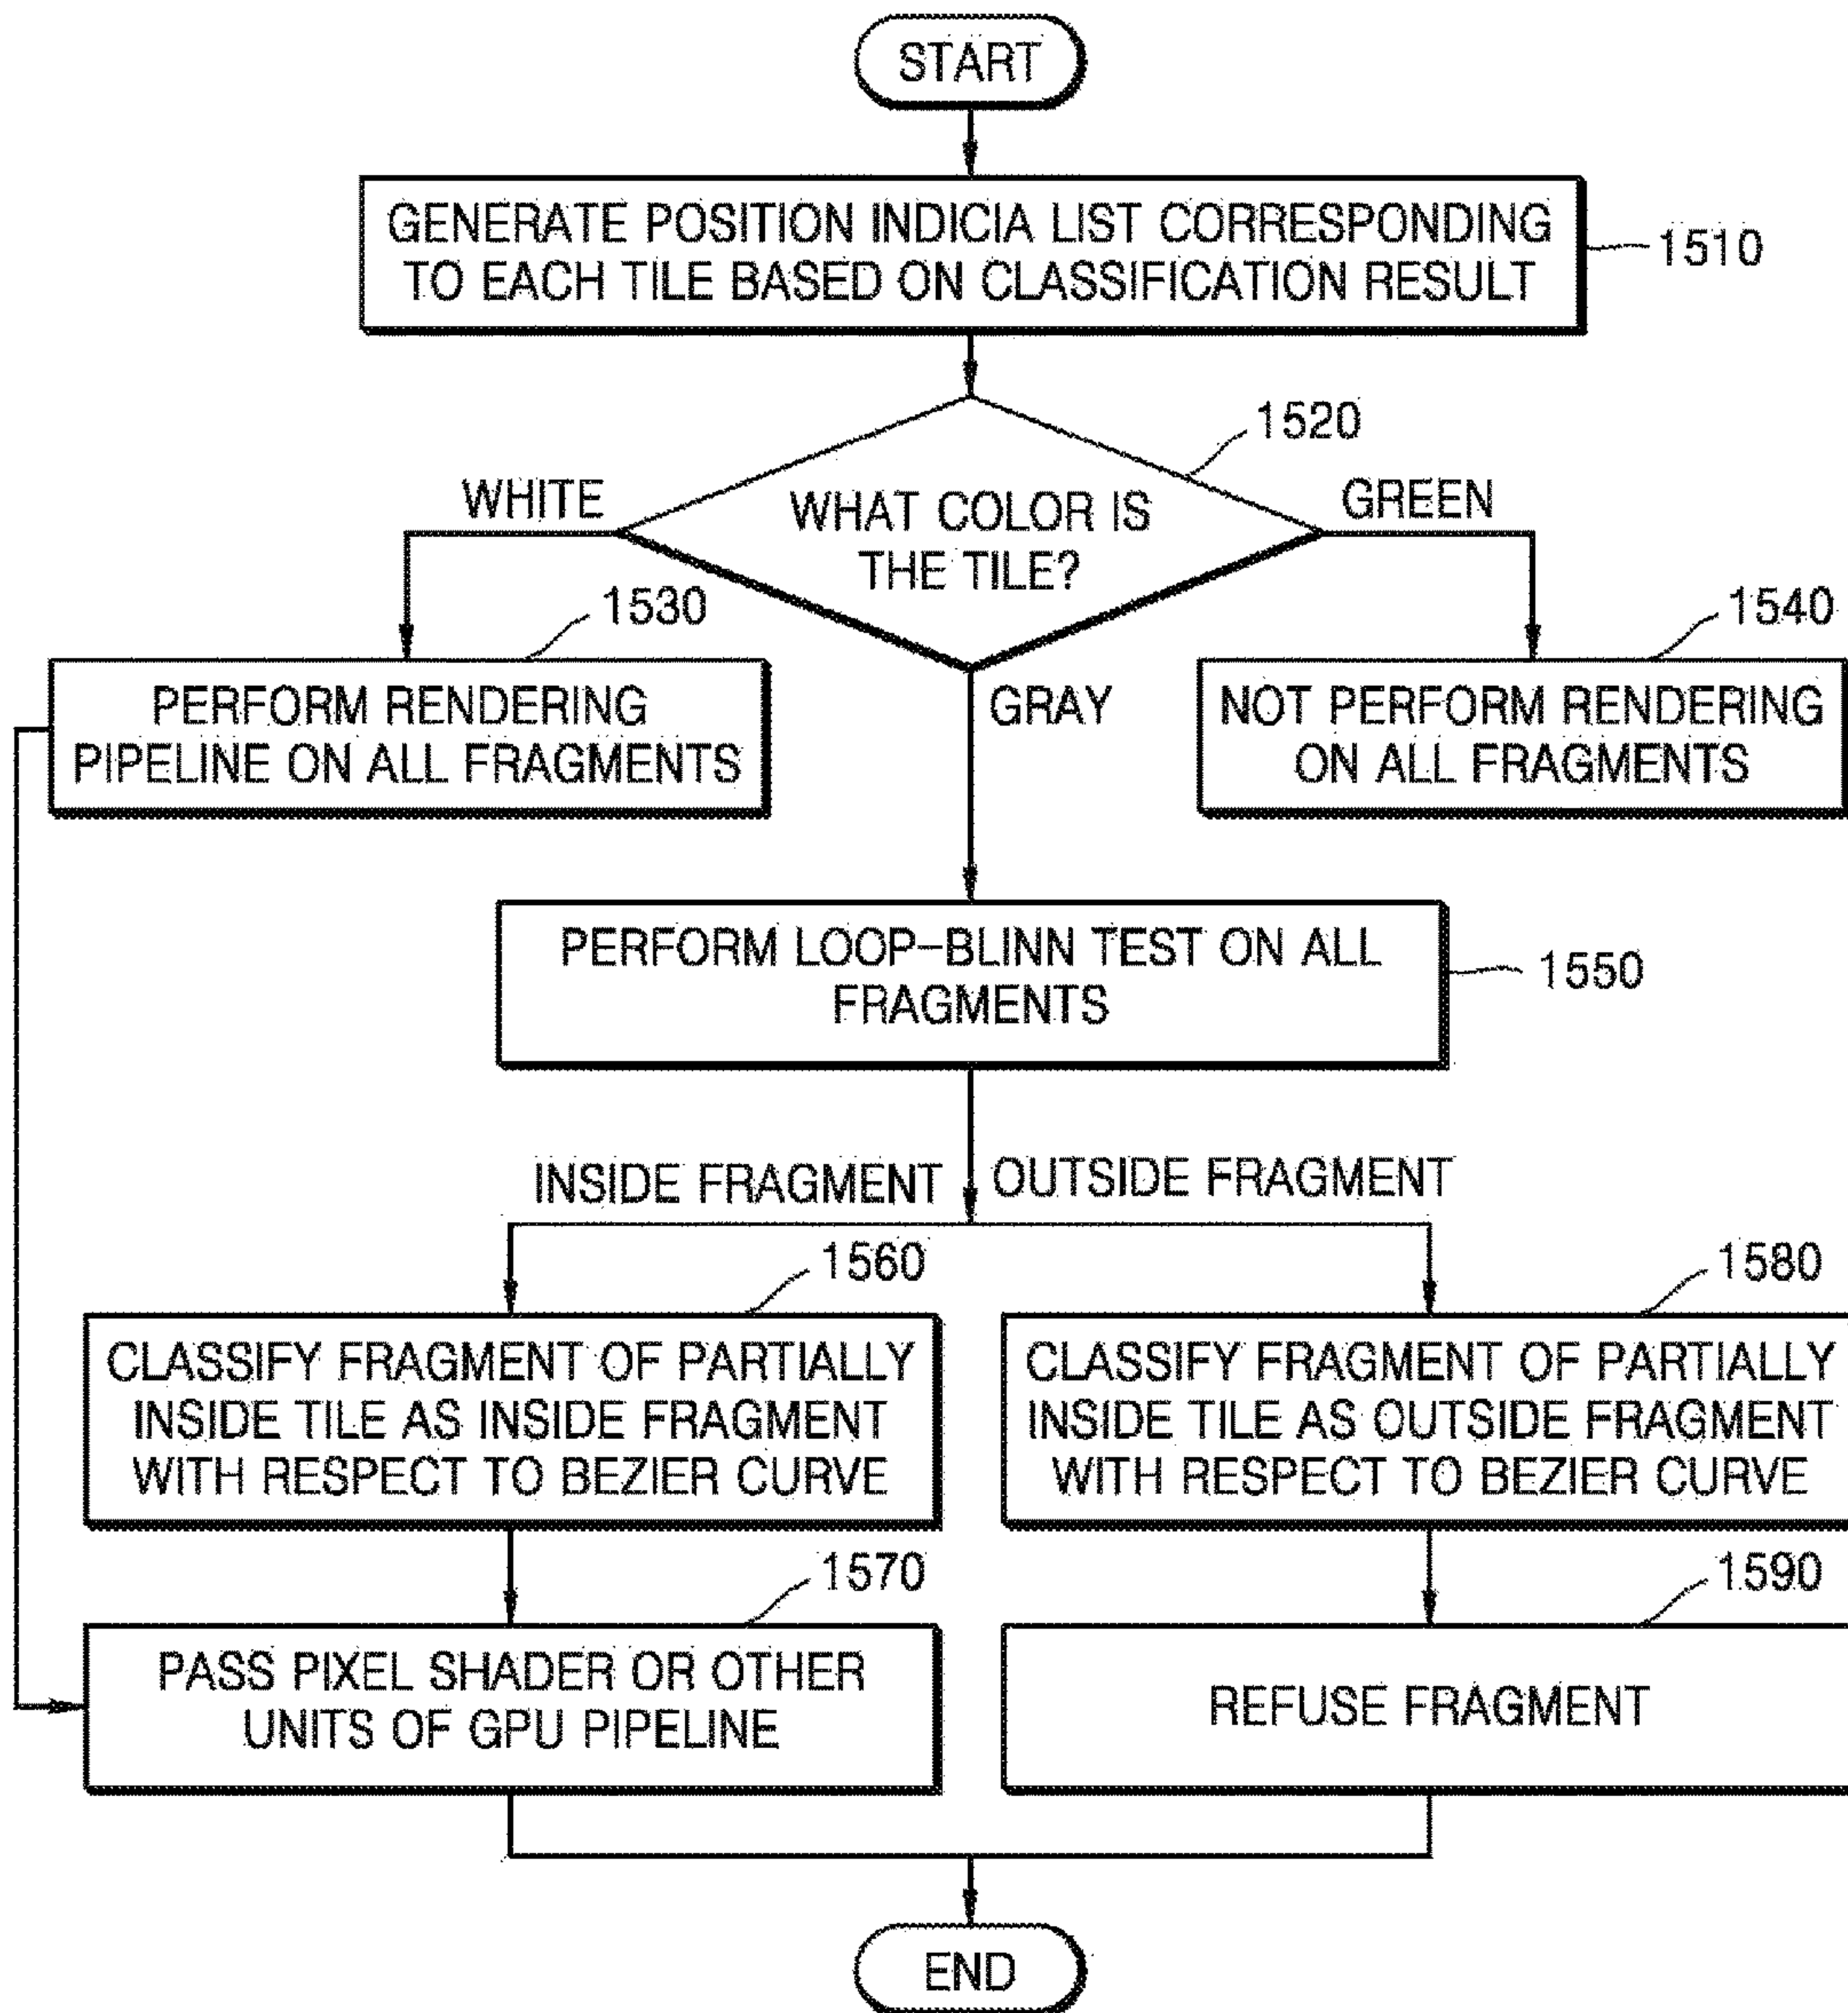 START
GENERATE POSITION INDICIA LIST CORRESPONDING
TO EACH TILE BASED ON CLASSIFICATION RESULT
1510
1520
WHAT COLOR IS
THE TILE?
WHITE
GREEN
GRAY
1530
PERFORM RENDERING
PIPELINE ON ALL FRAGMENTS
1540
NOT PERFORM RENDERING
ON ALL FRAGMENTS
PERFORM LOOP-BLINN TEST ON ALL
FRAGMENTS
1550
INSIDE FRAGMENT
OUTSIDE FRAGMENT
1560
CLASSIFY FRAGMENT OF PARTIALLY
INSIDE TILE AS INSIDE FRAGMENT
WITH RESPECT TO BEZIER CURVE
1580
CLASSIFY FRAGMENT OF PARTIALLY
INSIDE TILE AS OUTSIDE FRAGMENT
WITH RESPECT TO BEZIER CURVE
1570
PASS PIXEL SHADER OR OTHER
UNITS OF GPU PIPELINE
1590
REFUSE FRAGMENT
END